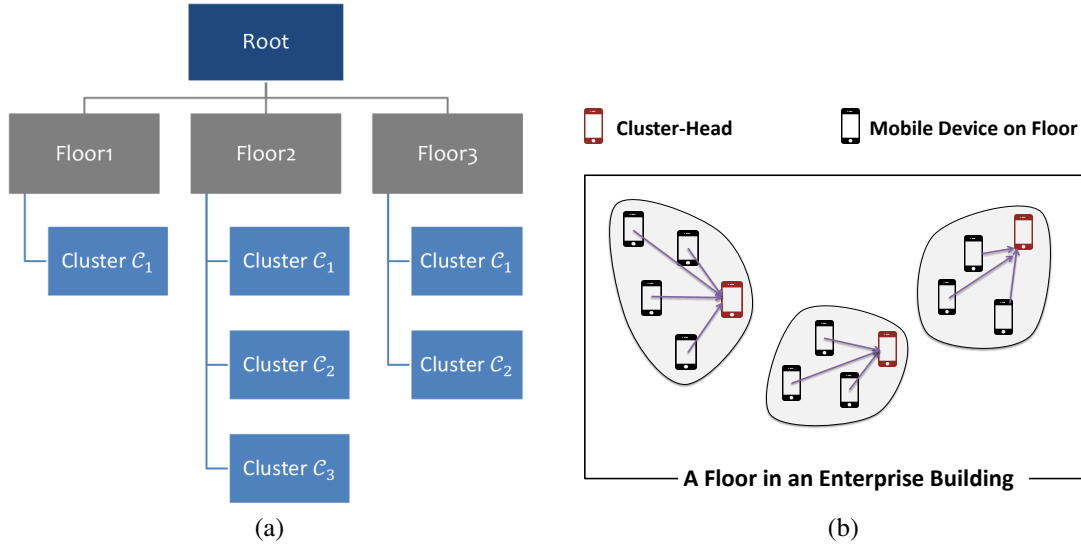 Root
Floor1
Floor2
Floor3
Cluster 𝒞₁
Cluster 𝒞₁
Cluster 𝒞₁
Cluster 𝒞₂
Cluster 𝒞₂
Cluster 𝒞₃
(a)
Cluster-Head
Mobile Device on Floor
A Floor in an Enterprise Building
(b)